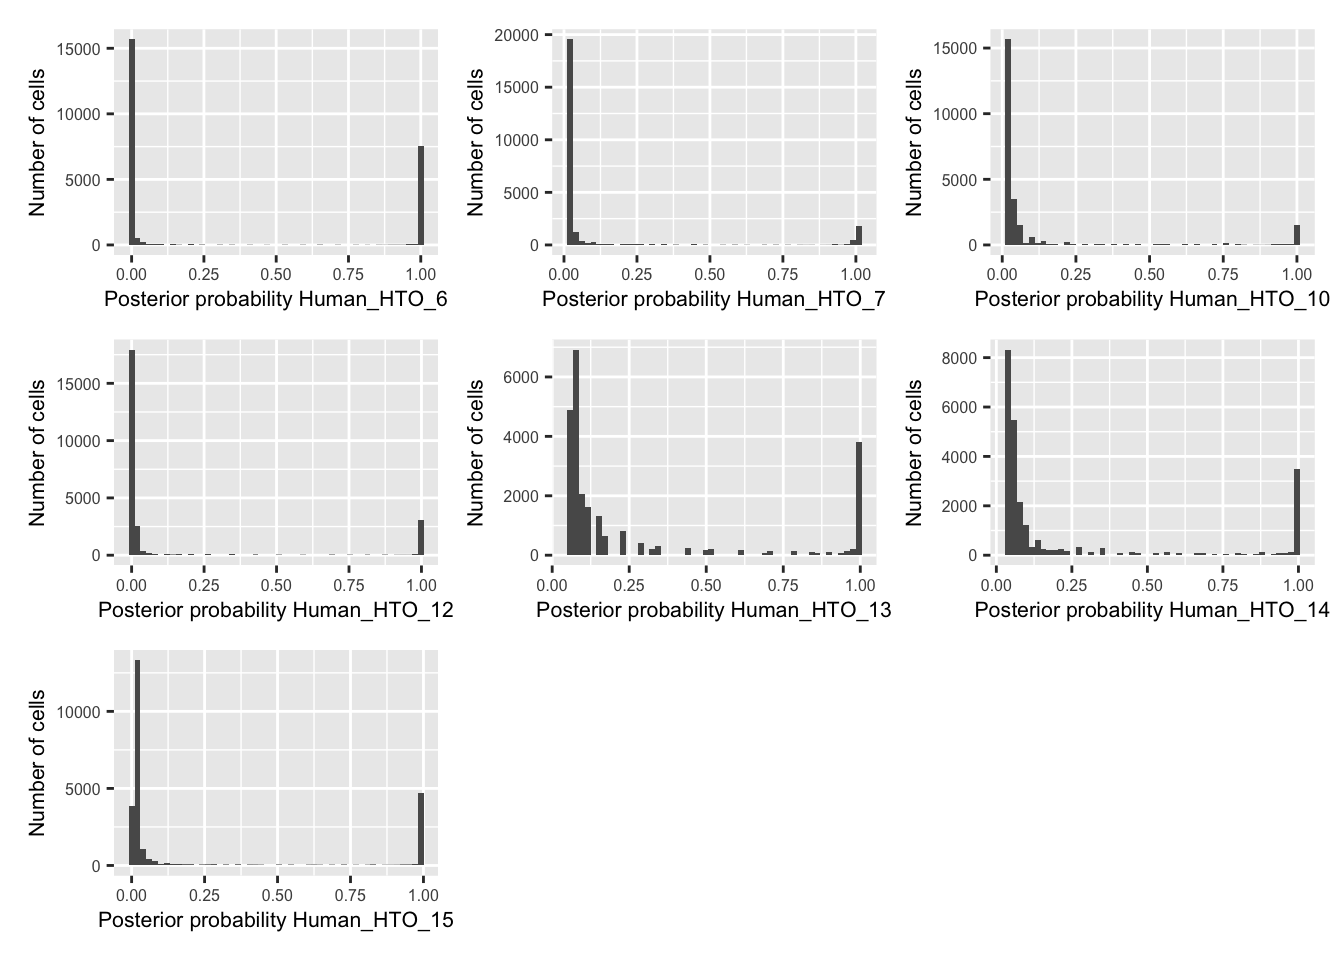 Number of cells
15000
10000
5000
0
0.00 0.25 0.50 0.75 1.00
Posterior probability Human_HTO_6
Number of cells
20000
15000
10000
5000
0
0.00 0.25 0.50 0.75 1.00
Posterior probability Human_HTO_7
Number of cells
15000
10000
5000
0
0.00 0.25 0.50 0.75 1.00
Posterior probability Human_HTO_10
Number of cells
15000
10000
5000
0
0.00 0.25 0.50 0.75 1.00
Posterior probability Human_HTO_12
Number of cells
6000
4000
2000
0
0.00 0.25 0.50 0.75 1.00
Posterior probability Human_HTO_13
Number of cells
8000
6000
4000
2000
0
0.00 0.25 0.50 0.75 1.00
Posterior probability Human_HTO_14
Number of cells
10000
5000
0
0.00 0.25 0.50 0.75 1.00
Posterior probability Human_HTO_15